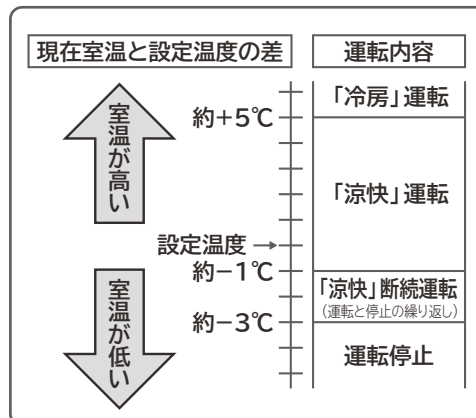 現在室温と設定温度の差
運転内容
室温が高い
約+5℃
設定温度→
約−1℃
約−3℃
室温が低い
「冷房」運転
「涼快」運転
「涼快」断続運転
(運転と停止の繰り返し)
運転停止